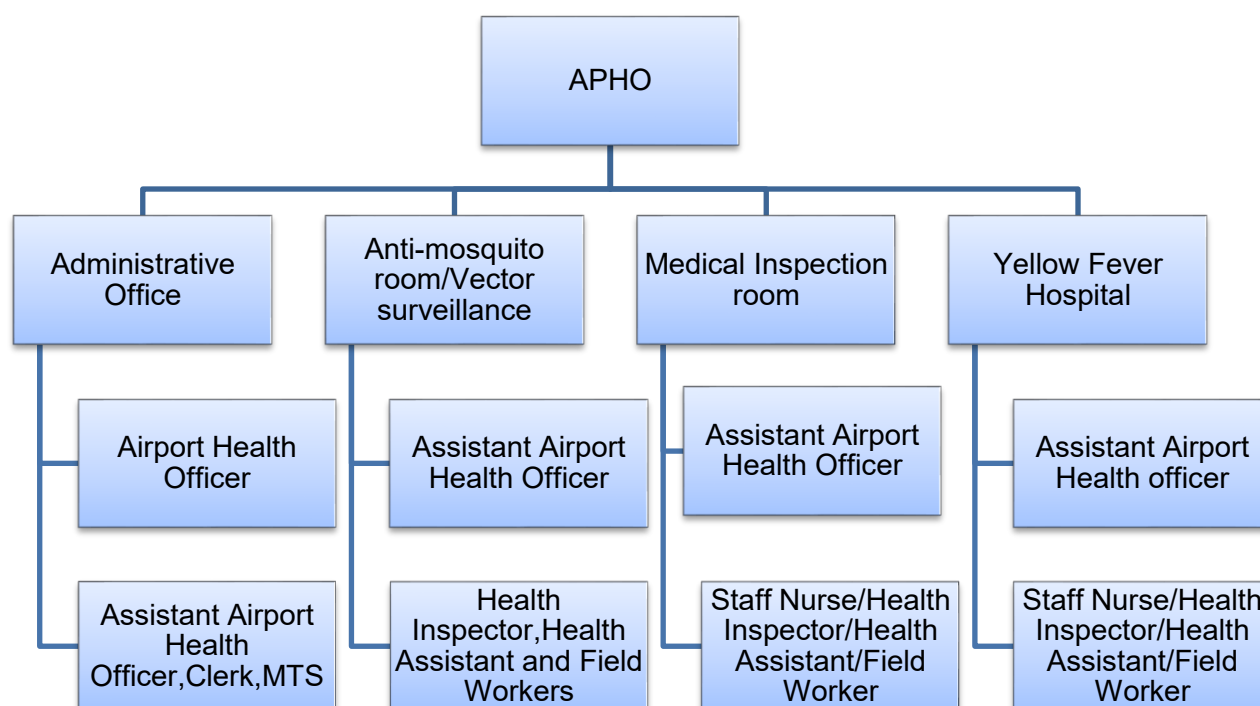 APHO
Administrative
Office
Anti-mosquito
room/Vector
surveillance
Medical Inspection
room
Yellow Fever
Hospital
Airport Health
Officer
Assistant Airport
Health Officer
Assistant Airport
Health Officer
Assistant Airport
Health officer
Assistant Airport
Health
Officer,Clerk,MTS
Health
Inspector,Health
Assistant and Field
Workers
Staff Nurse/Health
Inspector/Health
Assistant/Field
Worker
Staff Nurse/Health
Inspector/Health
Assistant/Field
Worker